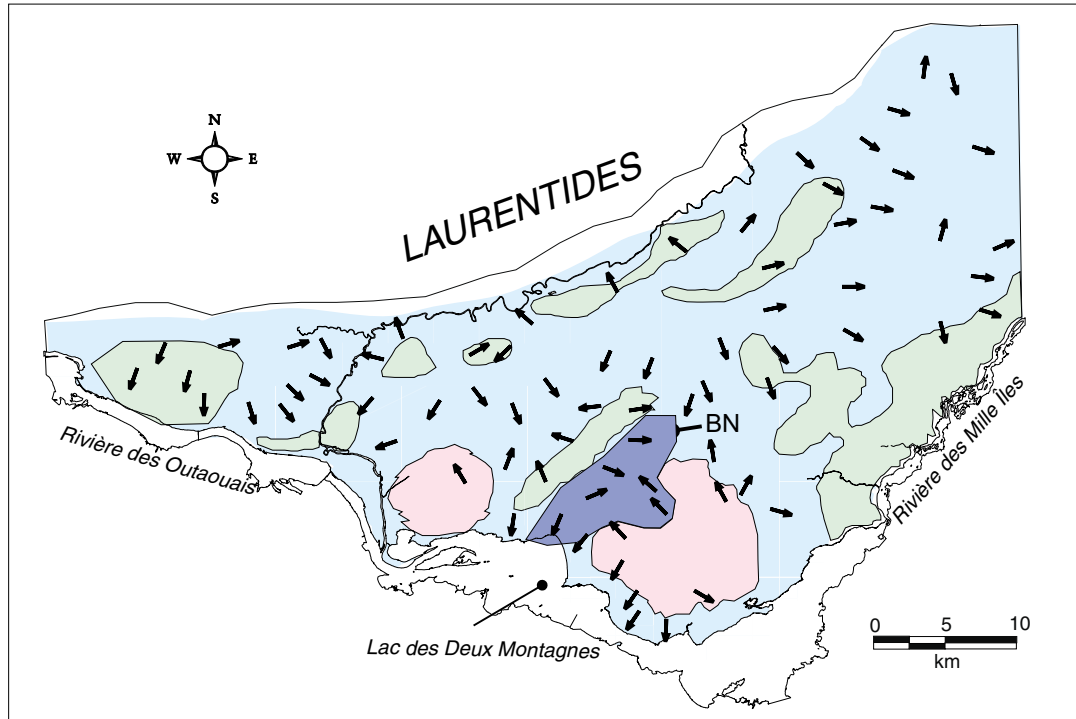 N
W E
S
LAURENTIDES
BN
Rivière des Outaouais
Rivière des Mille Îles
Lac des Deux Montagnes
0 5 10
km